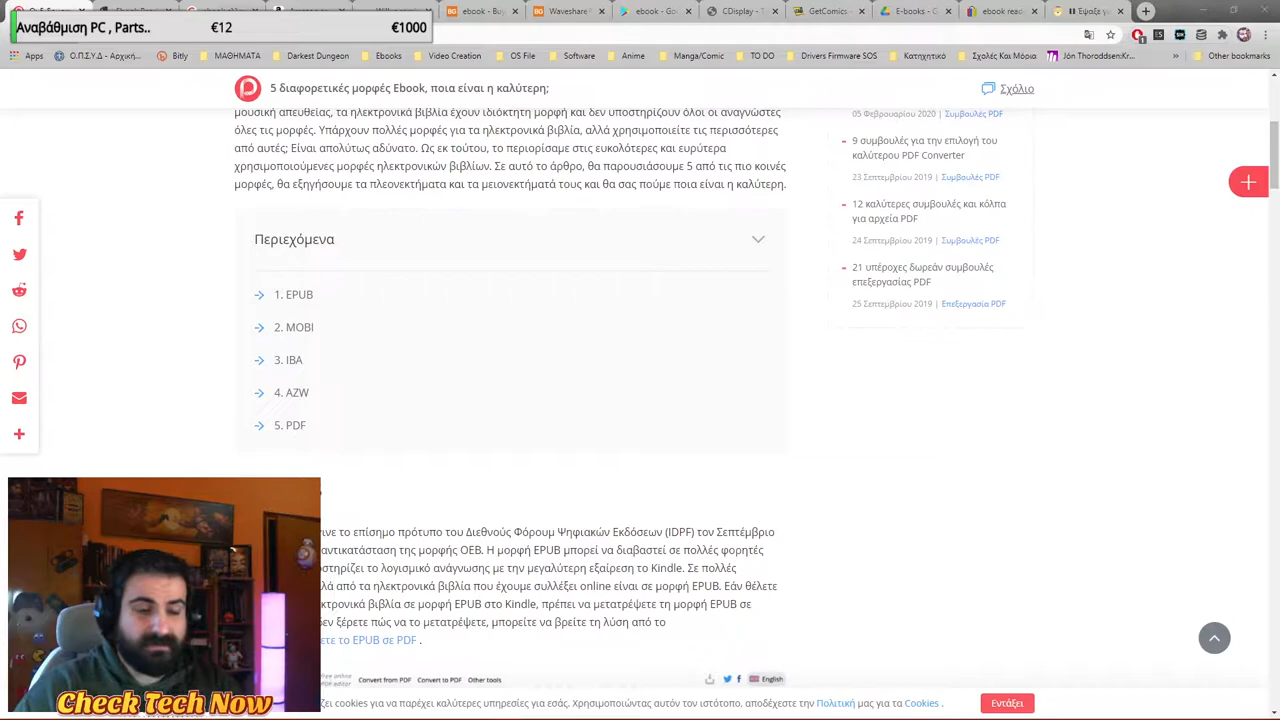 Αναβάθμιση PC , Parts.. €12 €1000
Apps Ο.Π.ΣΥ.Δ - Αρχική... Bitly ΜΑΘΗΜΑΤΑ Darkest Dungeon Ebooks Video Creation OS File Software Anime Manga/Comic TO DO Drivers Firmware SOS Κατηχητικό Σχολές Και Μόρια Jón ThoroddsenKr... Other bookmarks
5 διαφορετικές μορφές Ebook, ποια είναι η καλύτερη;
Σχόλιο
μουσική απευθείας, τα ηλεκτρονικά βιβλία έχουν ιδιόκτητη μορφή και δεν υποστηρίζουν όλοι οι αναγνώστες
όλες τις μορφές. Υπάρχουν πολλές μορφές για τα ηλεκτρονικά βιβλία, αλλά χρησιμοποιείτε τις περισσότερες
από αυτές; Είναι απολύτως αδύνατο. Ως εκ τούτου, το περιορίσαμε στις ευκολότερες και ευρύτερα
χρησιμοποιούμενες μορφές ηλεκτρονικών βιβλίων. Σε αυτό το άρθρο, θα παρουσιάσουμε 5 από τις πιο κοινές
μορφές, θα εξηγήσουμε τα πλεονεκτήματα και τα μειονεκτήματά τους και θα σας πούμε ποια είναι η καλύτερη.
05 Φεβρουαρίου 2020 | Συμβουλές PDF
9 συμβουλές για την επιλογή του
καλύτερου PDF Converter
23 Σεπτεμβρίου 2019 | Συμβουλές PDF
12 καλύτερες συμβουλές και κόλπα
για αρχεία PDF
24 Σεπτεμβρίου 2019 | Συμβουλές PDF
21 υπέροχες δωρεάν συμβουλές
επεξεργασίας PDF
25 Σεπτεμβρίου 2019 | Επεξεργασία PDF
Περιεχόμενα
1. EPUB
2. MOBI
3. IBA
4. AZW
5. PDF
ινε το επίσημο πρότυπο του Διεθνούς Φόρουμ Ψηφιακών Εκδόσεων (IDPF) τον Σεπτέμβριο
αντικατάσταση της μορφής OEB. Η μορφή EPUB μπορεί να διαβαστεί σε πολλές φορητές
οστηρίζει το λογισμικό ανάγνωσης με την μεγαλύτερη εξαίρεση το Kindle. Σε πολλές
λά από τα ηλεκτρονικά βιβλία που έχουμε συλλέξει online είναι σε μορφή EPUB. Εάν θέλετε
κτρονικά βιβλία σε μορφή EPUB στο Kindle, πρέπει να μετατρέψετε τη μορφή EPUB σε
δεν ξέρετε πώς να το μετατρέψετε, μπορείτε να βρείτε τη λύση από το
ετε το EPUB σε PDF .
free online
PDF editor Convert from PDF Convert to PDF Other tools English
ζει cookies για να παρέχει καλύτερες υπηρεσίες για εσάς. Χρησιμοποιώντας αυτόν τον ιστότοπο, αποδέχεστε την Πολιτική μας για τα Cookies . Εντάξει
Check Tech Now